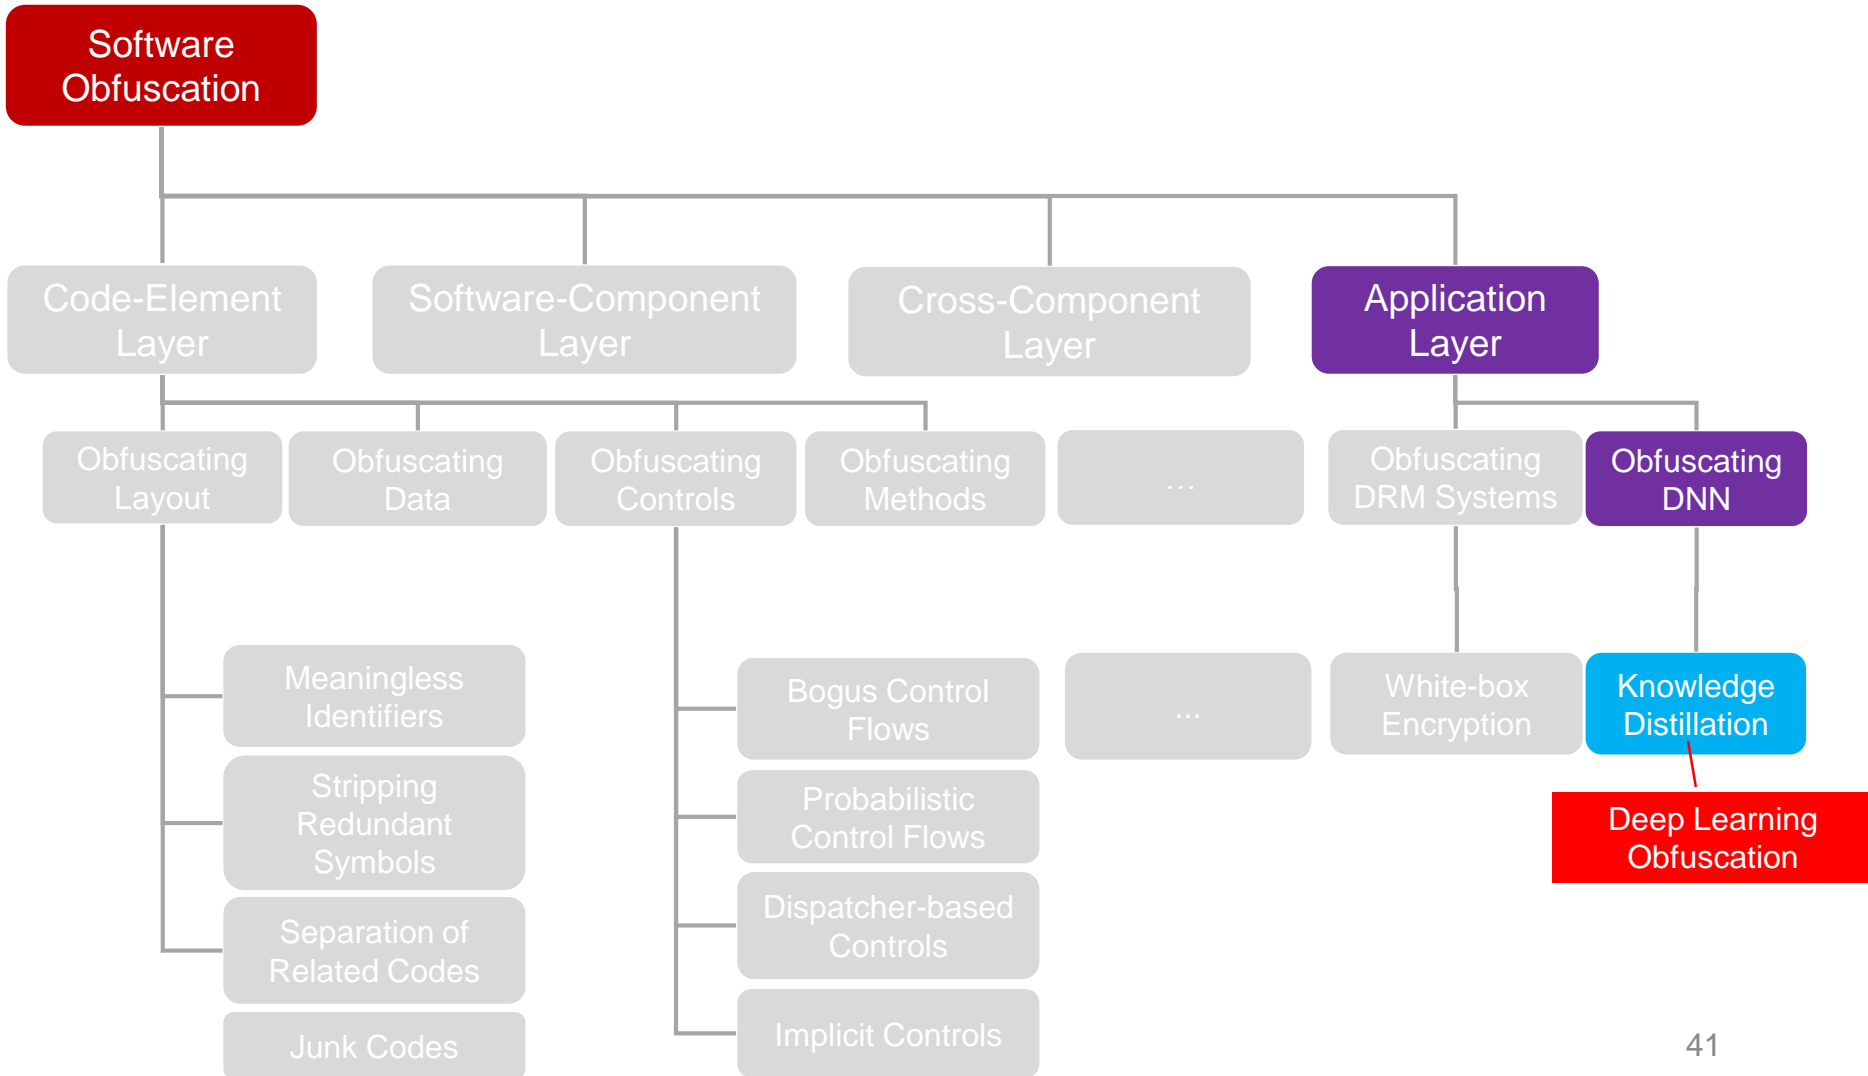 Software
Obfuscation
Code-Element
Layer
Software-Component
Layer
Cross-Component
Layer
Application
Layer
Obfuscating
Layout
Obfuscating
Data
Obfuscating
Controls
Obfuscating
Methods
...
Obfuscating
DRM Systems
Obfuscating
DNN
Meaningless
Identifiers
Stripping
Redundant
Symbols
Separation of
Related Codes
Junk Codes
Bogus Control
Flows
Probabilistic
Control Flows
Dispatcher-based
Controls
Implicit Controls
...
White-box
Encryption
Knowledge
Distillation
Deep Learning
Obfuscation
41